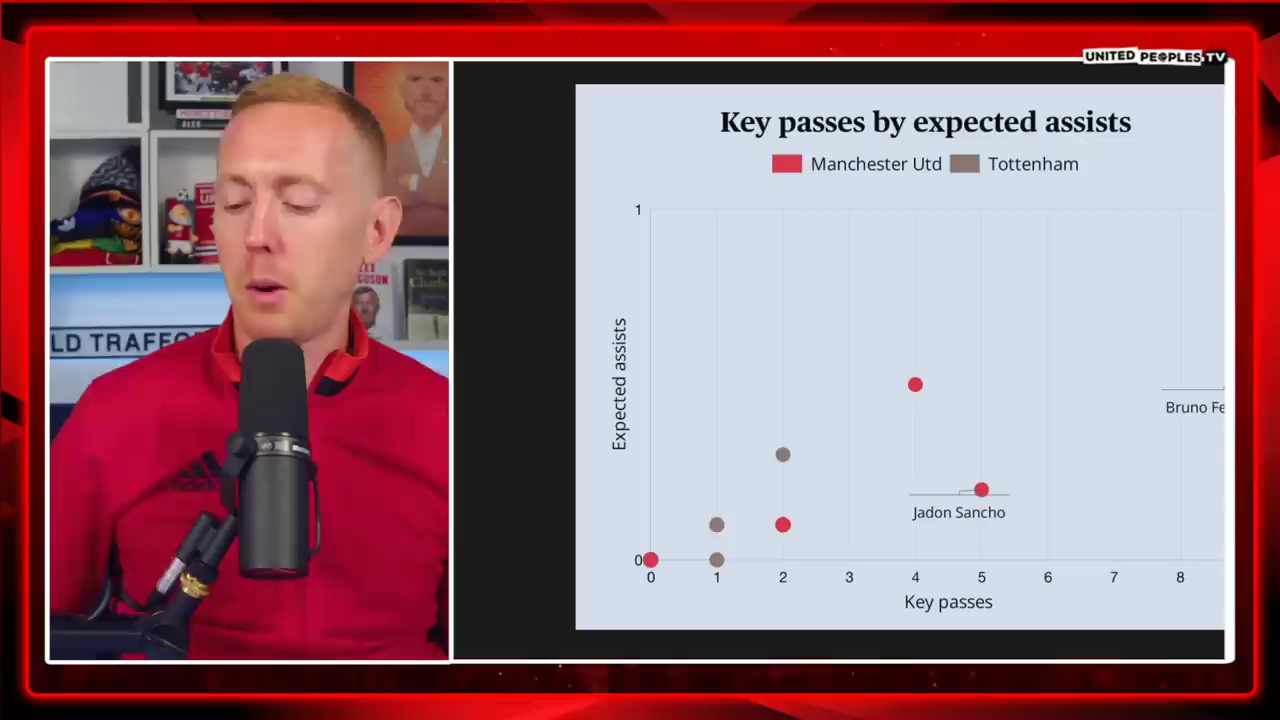 UNITED PEOPLES.TV
LD TRAFFO
Key passes by expected assists
Manchester Utd
Tottenham
Expected assists
1
0
Bruno Fe
Jadon Sancho
0 1 2 3 4 5 6 7 8
Key passes